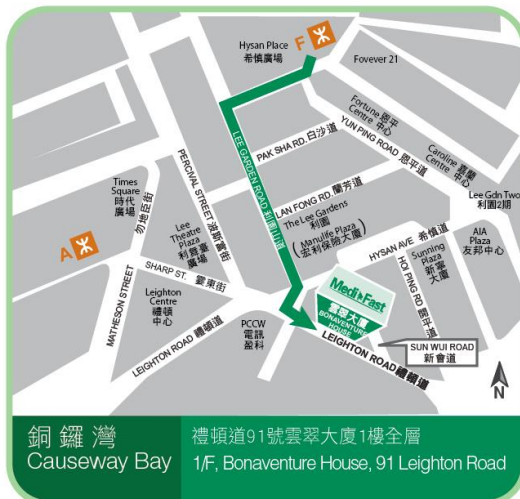 Hysan Place
希慎廣場
F
Fovever 21
Fortune 恩平
Centre 中心
YUN PING ROAD 恩平道
Caroline 嘉蘭
Centre 中心
PAK SHA RD. 白沙道
LEE GARDEN ROAD 利園山道
PERCIVAL STREET 波斯富街
Times
Square
時代
廣場
勿地臣街
MATHESON STREET
A
Lee
Theatre
Plaza
利舞臺
廣場
LAN FONG RD. 蘭芳道
The Lee Gardens
利園
(Manulife Plaza
宏利保險大廈)
Lee Gdn Two
利園2期
HYSAN AVE 希慎道
AIA
Plaza
友邦中心
Sunning
Plaza
新寧大
廈
HOI PING RD 開平道
SHARP ST. 霎東街
Leighton
Centre
禮頓
中心
Medi Fast
雲翠大廈
BONAVENTURE
HOUSE
PCCW
電訊
盈科
LEIGHTON ROAD 禮頓道
LEIGHTON ROAD 禮頓道
SUN WUI ROAD
新會道
N
銅鑼灣
Causeway Bay
禮頓道91號雲翠大廈1樓全層
1/F, Bonaventure House, 91 Leighton Road